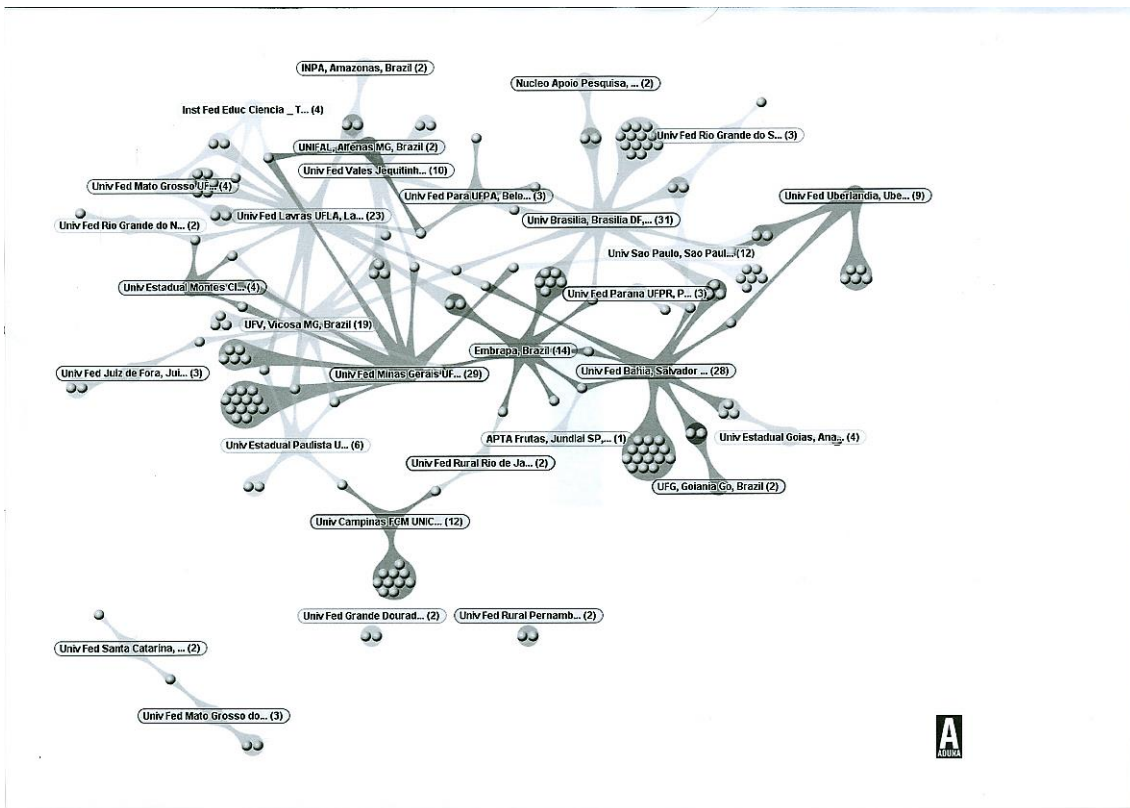 INPA, Amazonas, Brazil (2)
Nucleo Apoio Pesquisa, ... (2)
Inst Fed Educ Ciencia _ T... (4)
Univ Fed Rio Grande do S... (3)
UNIFAL, Alfenas MG, Brazil (2)
Univ Fed Vales Jequitinh... (10)
Univ Fed Mato Grosso UF... (4)
Univ Fed Para UFPA, Bele... (3)
Univ Fed Uberlandia, Ube... (9)
Univ Fed Lavras UFLA, La... (23)
Univ Brasilia, Brasilia DF,... (31)
Univ Fed Rio Grande do N... (2)
Univ Sao Paulo, Sao Paul... (12)
Univ Estadual Montes Cl... (4)
Univ Fed Parana UFPR, P... (3)
UFV, Vicosa MG, Brazil (19)
Embrapa, Brazil (14)
Univ Fed Juiz de Fora, Jui... (3)
Univ Fed Minas Gerais UF... (29)
Univ Fed Bahia, Salvador ... (28)
Univ Estadual Paulista U... (6)
APTA Frutas, Jundiai SP,... (1)
Univ Estadual Goias, Ana... (4)
Univ Fed Rural Rio de Ja... (2)
UFG, Goiania Go, Brazil (2)
Univ Campinas FCM UNIC... (12)
Univ Fed Grande Dourad... (2)
Univ Fed Rural Pernamb... (2)
Univ Fed Santa Catarina, ... (2)
Univ Fed Mato Grosso do... (3)
A
ADUNA